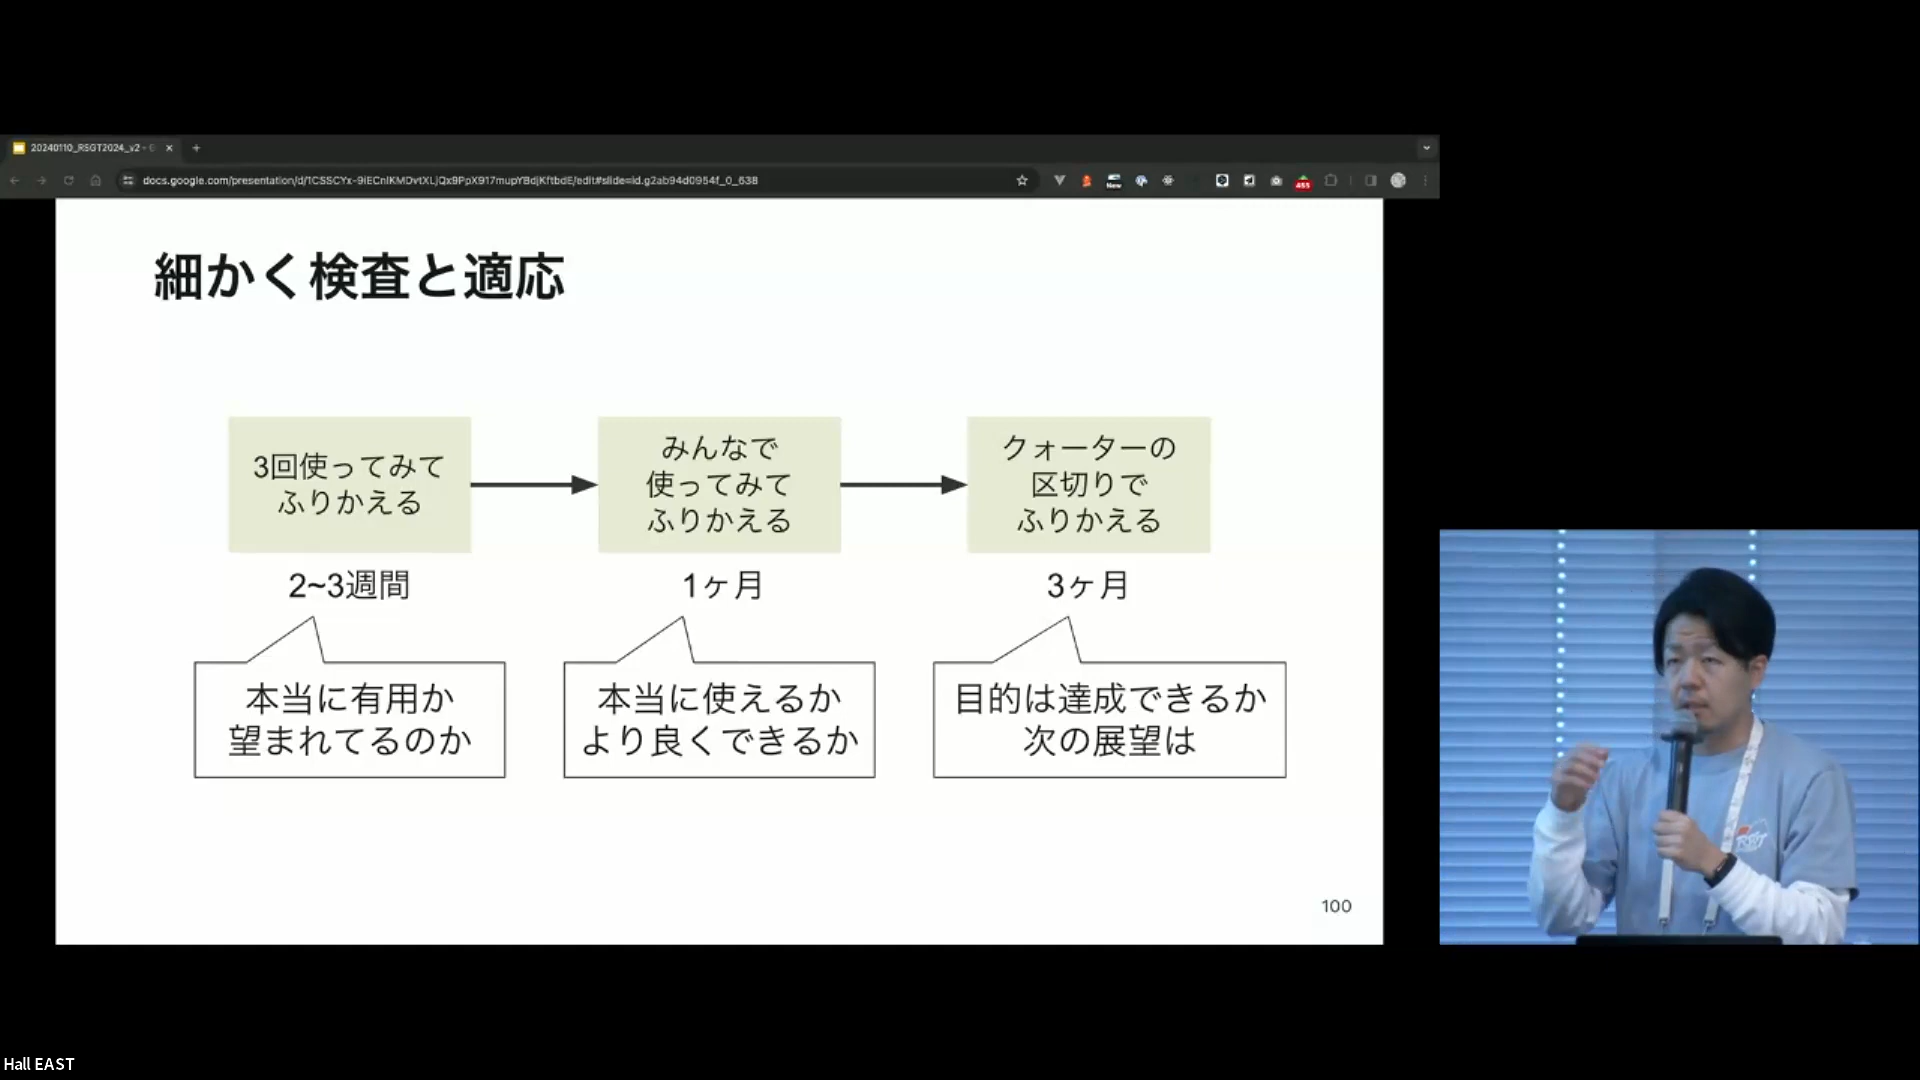 20240110_RSGT2024_v2 - G
docs.google.com/presentation/d/1CSSCYx-9iECnIKMDvtXLjQx9PpX917mupYBdjKftbdE/edit#slide=id.g2ab94d0954f_0_638
New
455
細かく検査と適応
3回使ってみて
ふりかえる
みんなで
使ってみて
ふりかえる
クォーターの
区切りで
ふりかえる
2~3週間
1ヶ月
3ヶ月
本当に有用か
望まれてるのか
本当に使えるか
より良くできるか
目的は達成できるか
次の展望は
100
Hall EAST